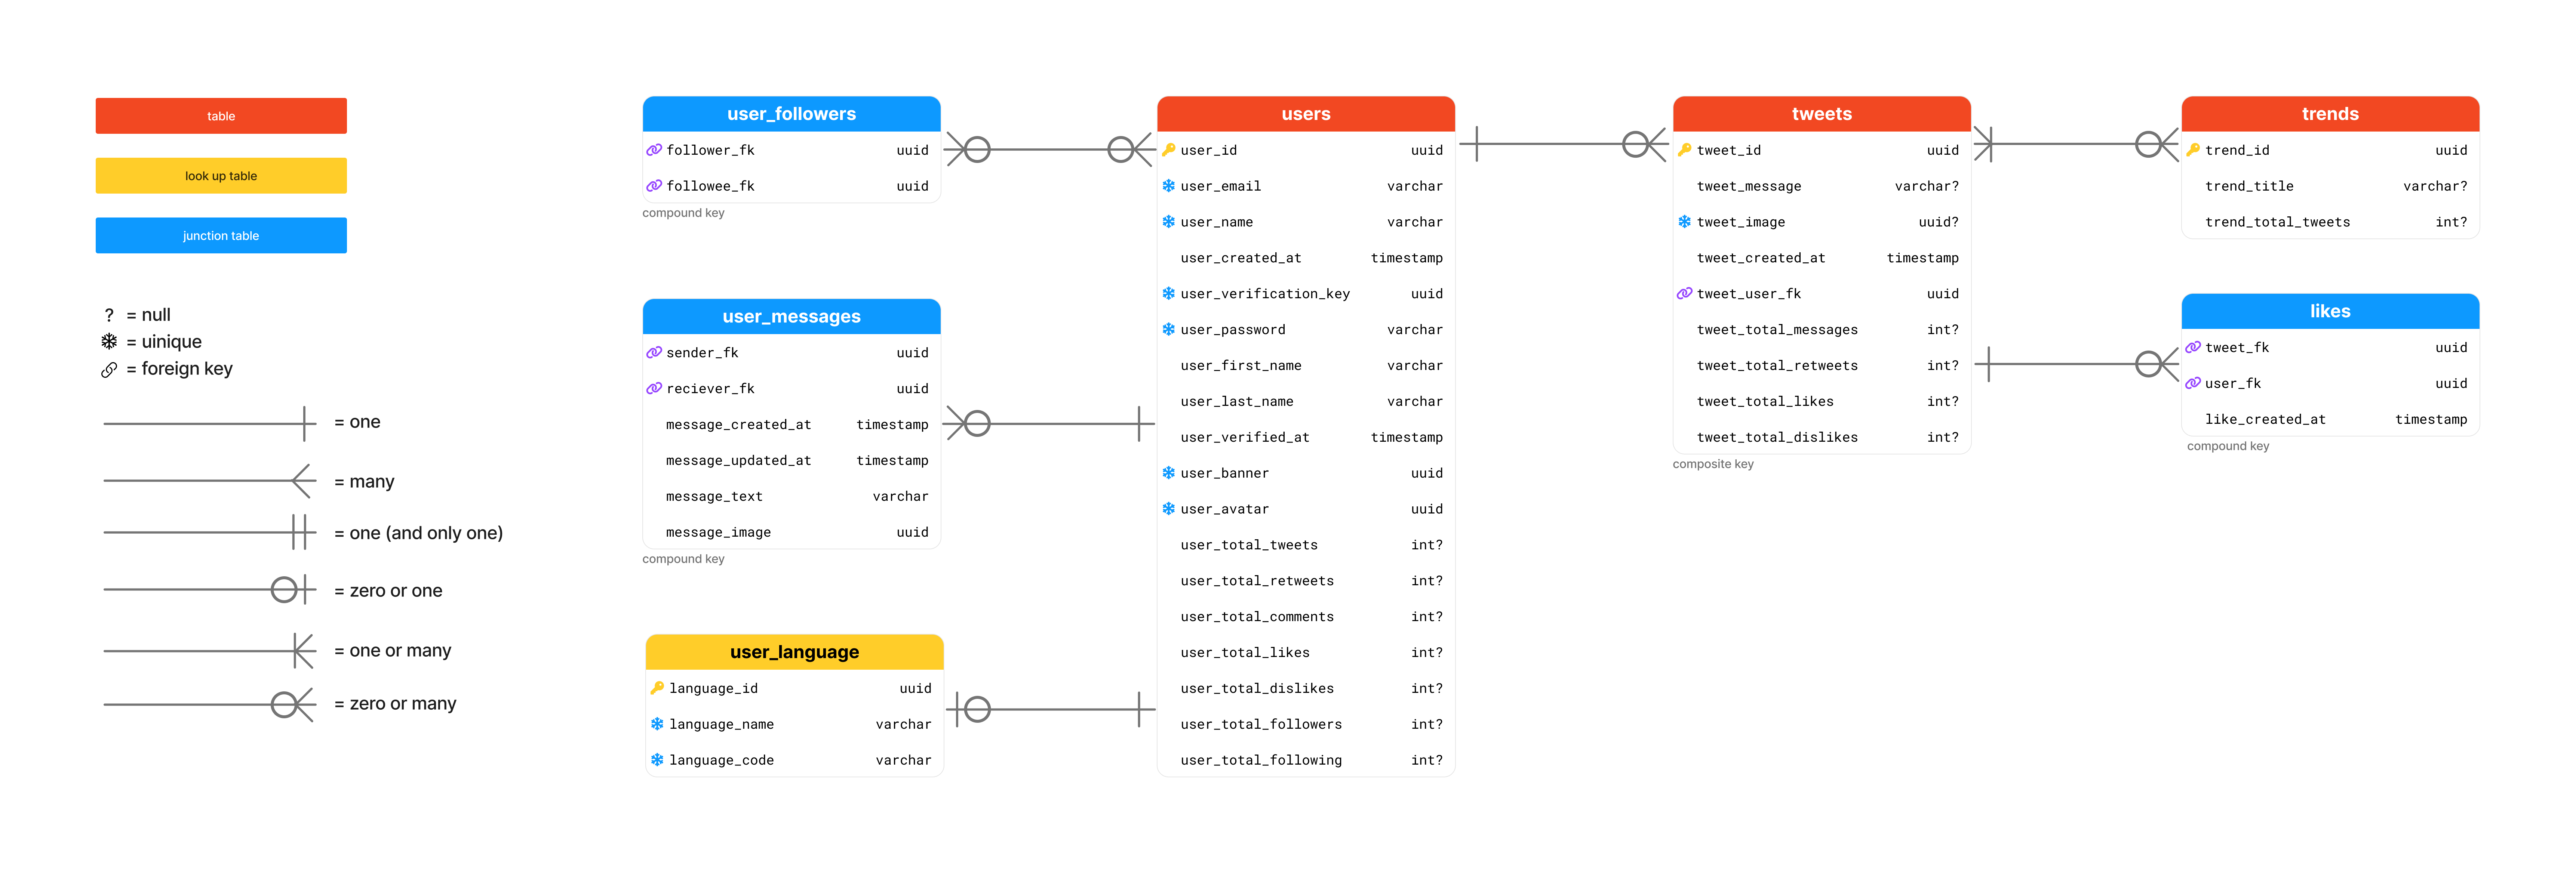 table
look up table
junction table
? = null
= uinique
= foreign key
= one
= many
= one (and only one)
= zero or one
= one or many
= zero or many
user_followers
follower_fk uuid
followee_fk uuid
compound key
user_messages
sender_fk uuid
reciever_fk uuid
message_created_at timestamp
message_updated_at timestamp
message_text varchar
message_image uuid
compound key
user_language
language_id uuid
language_name varchar
language_code varchar
users
user_id uuid
user_email varchar
user_name varchar
user_created_at timestamp
user_verification_key uuid
user_password varchar
user_first_name varchar
user_last_name varchar
user_verified_at timestamp
user_banner uuid
user_avatar uuid
user_total_tweets int?
user_total_retweets int?
user_total_comments int?
user_total_likes int?
user_total_dislikes int?
user_total_followers int?
user_total_following int?
tweets
tweet_id uuid
tweet_message varchar?
tweet_image uuid?
tweet_created_at timestamp
tweet_user_fk uuid
tweet_total_messages int?
tweet_total_retweets int?
tweet_total_likes int?
tweet_total_dislikes int?
composite key
trends
trend_id uuid
trend_title varchar?
trend_total_tweets int?
likes
tweet_fk uuid
user_fk uuid
like_created_at timestamp
compound key